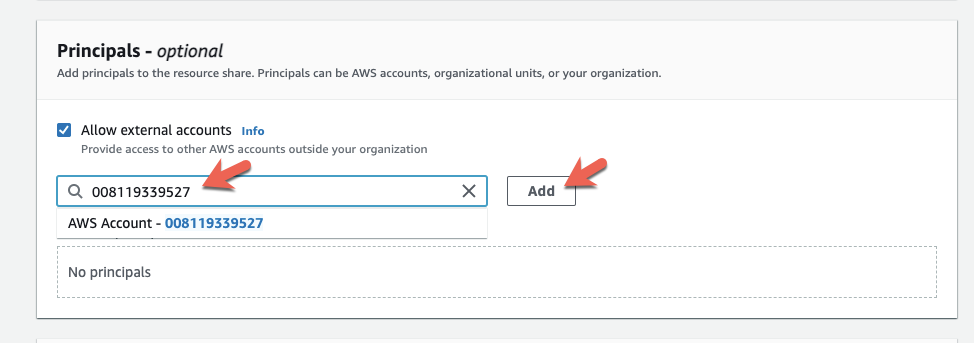 Principals - optional
Add principals to the resource share. Principals can be AWS accounts, organizational units, or your organization.
Allow external accounts Info
Provide access to other AWS accounts outside your organization
008119339527
Add
AWS Account - 008119339527
No principals